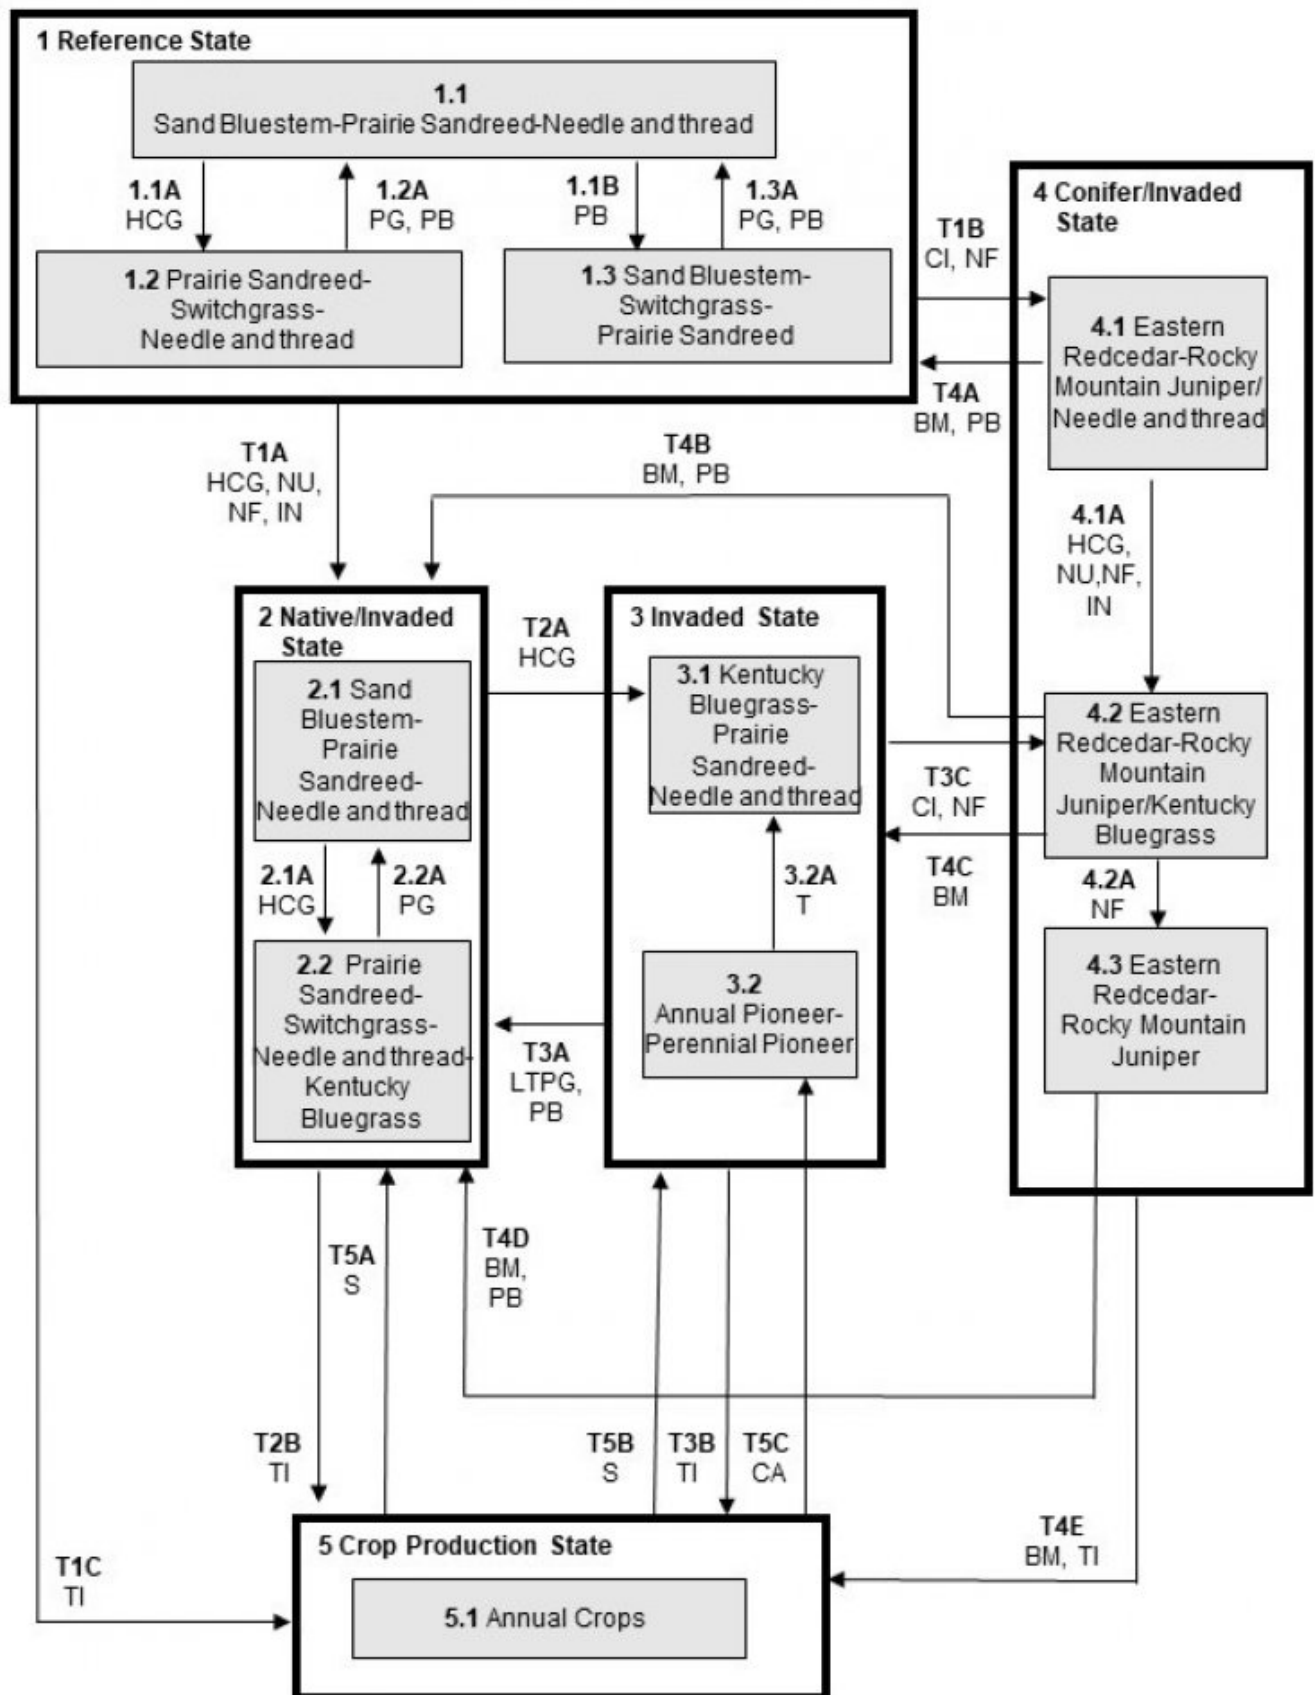 1 Reference State
1.1
Sand Bluestem-Prairie Sandreed-Needle and thread
1.1A
HCG
1.2A
PG, PB
1.1B
PB
1.3A
PG, PB
1.2 Prairie Sandreed-
Switchgrass-
Needle and thread
1.3 Sand Bluestem-
Switchgrass-
Prairie Sandreed
T1B
CI, NF
T4A
BM, PB
4 Conifer/Invaded
State
4.1 Eastern
Redcedar-Rocky
Mountain Juniper/
Needle and thread
T1A
HCG, NU,
NF, IN
T4B
BM, PB
4.1A
HCG,
NU,NF,
IN
2 Native/Invaded
State
2.1 Sand
Bluestem-
Prairie
Sandreed-
Needle and thread
2.1A
HCG
2.2A
PG
2.2 Prairie
Sandreed-
Switchgrass-
Needle and thread-
Kentucky
Bluegrass
T2A
HCG
3 Invaded State
3.1 Kentucky
Bluegrass-
Prairie
Sandreed-
Needle and thread
3.2A
T
3.2
Annual Pioneer-
Perennial Pioneer
T3A
LTPG,
PB
T3C
CI, NF
T4C
BM
4.2 Eastern
Redcedar-Rocky
Mountain
Juniper/Kentucky
Bluegrass
4.2A
NF
4.3 Eastern
Redcedar-
Rocky Mountain
Juniper
T5A
S
T4D
BM,
PB
T2B
TI
T5B
S
T3B
TI
T5C
CA
T4E
BM, TI
T1C
TI
5 Crop Production State
5.1 Annual Crops